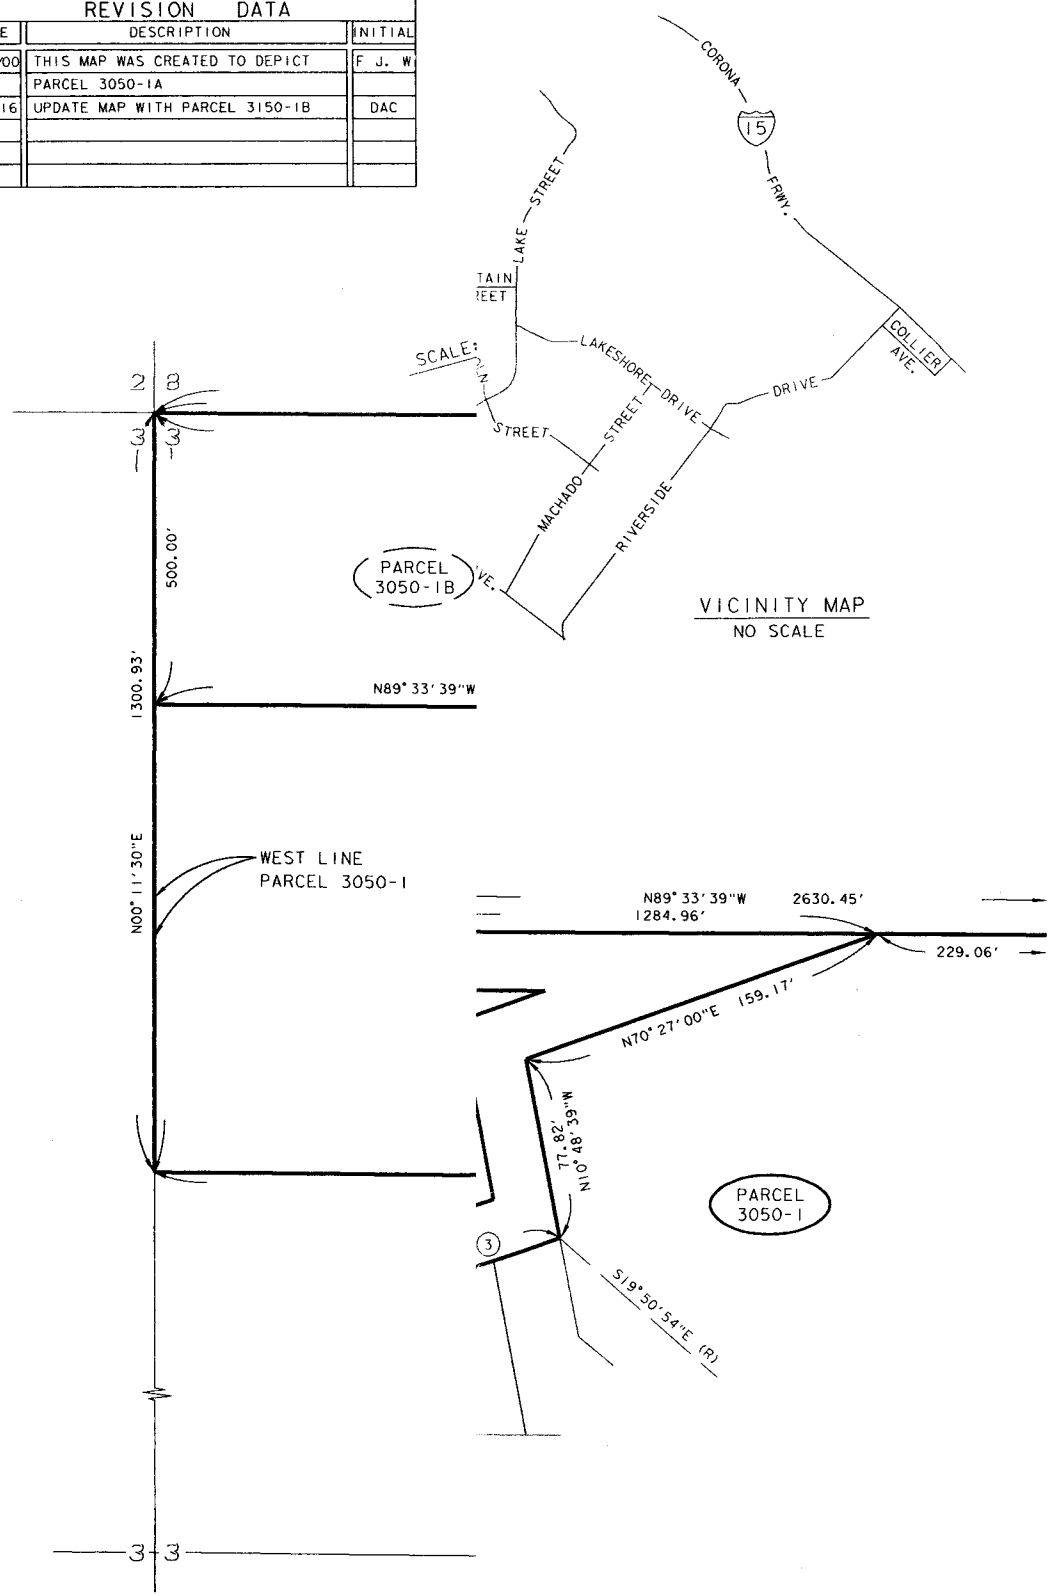 REVISION DATA
E DESCRIPTION INITIAL
/00 THIS MAP WAS CREATED TO DEPICT F J. W
PARCEL 3050-1A
16 UPDATE MAP WITH PARCEL 3150-1B DAC
CORONA
15
FRWY.
LAKE STREET
TAIN
REET
SCALE:
LAKESHORE DRIVE
COLLIER
AVE.
DRIVE
STREET
MACHADO STREET
RIVERSIDE
VE.
VICINITY MAP
NO SCALE
500.00'
PARCEL
3050-1B
1300.93'
N89°33'39"W
N00°11'30"E
WEST LINE
PARCEL 3050-1
N89°33'39"W 2630.45'
1284.96'
229.06'
N70°27'00"E 159.17'
77.82'
N10°48'39"W
PARCEL
3050-1
3
S19°50'54"E (R)
3 3